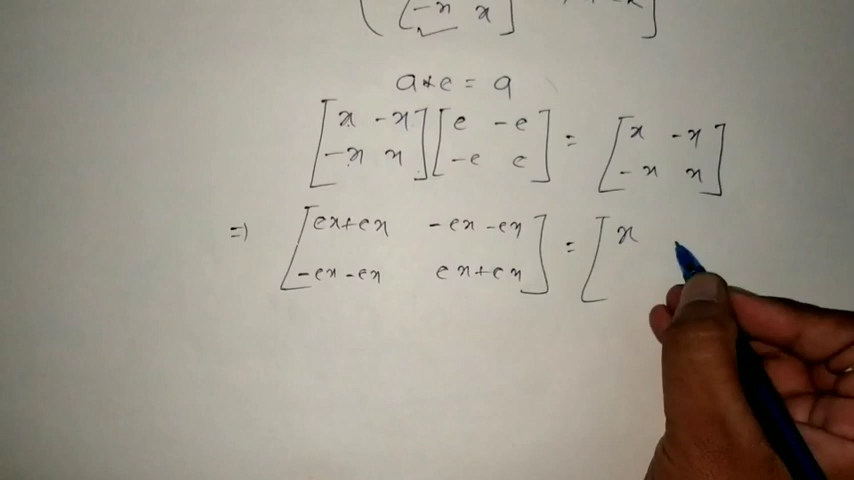 [-x x]
a*e = a
[x -x] [e -e] = [x -x]
[-x x] [-e e] [-x x]
⇒ [ex+ex -ex-ex] = [x
[-ex-ex ex+ex]